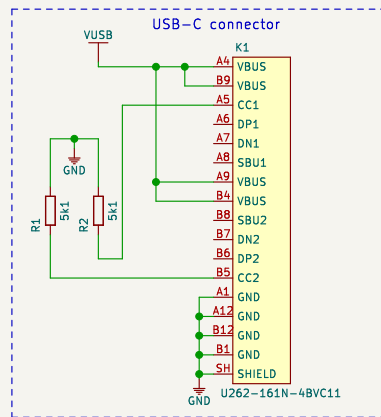 USB-C connector
VUSB
K1
A4 VBUS
B9 VBUS
A5 CC1
A6 DP1
A7 DN1
A8 SBU1
GND
A9 VBUS
B4 VBUS
R1 5k1 R2 5k1
B8 SBU2
B7 DN2
B6 DP2
B5 CC2
A1 GND
A12 GND
B12 GND
B1 GND
SH SHIELD
GND
U262-161N-4BVC11